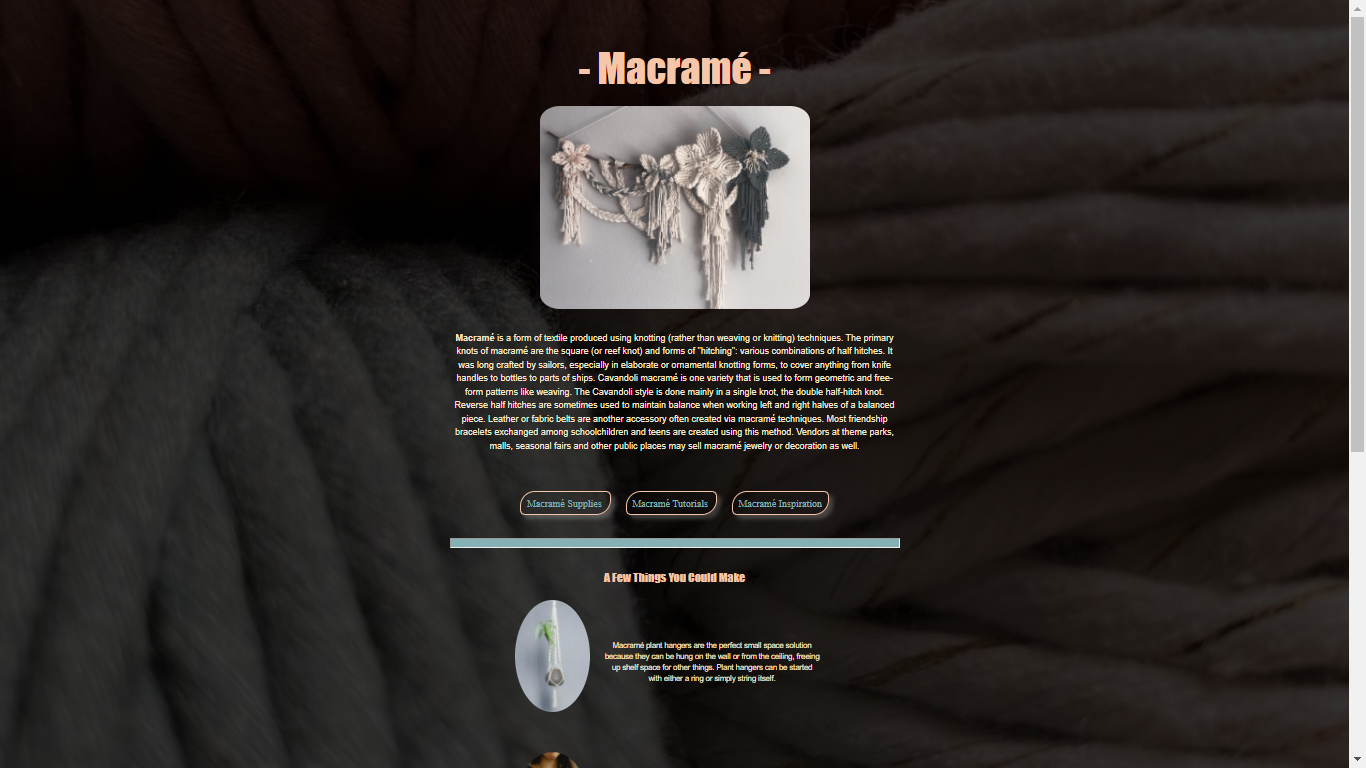 - Macramé -
Macramé is a form of textile produced using knotting (rather than weaving or knitting) techniques. The primary
knots of macramé are the square (or reef knot) and forms of "hitching": various combinations of half hitches. It
was long crafted by sailors, especially in elaborate or ornamental knotting forms, to cover anything from knife
handles to bottles to parts of ships. Cavandoli macramé is one variety that is used to form geometric and free-
form patterns like weaving. The Cavandoli style is done mainly in a single knot, the double half-hitch knot.
Reverse half hitches are sometimes used to maintain balance when working left and right halves of a balanced
piece. Leather or fabric belts are another accessory often created via macramé techniques. Most friendship
bracelets exchanged among schoolchildren and teens are created using this method. Vendors at theme parks,
malls, seasonal fairs and other public places may sell macramé jewelry or decoration as well.
Macramé Supplies
Macramé Tutorials
Macramé Inspiration
A Few Things You Could Make
Macramé plant hangers are the perfect small space solution
because they can be hung on the wall or from the ceiling, freeing
up shelf space for other things. Plant hangers can be started
with either a ring or simply string itself.